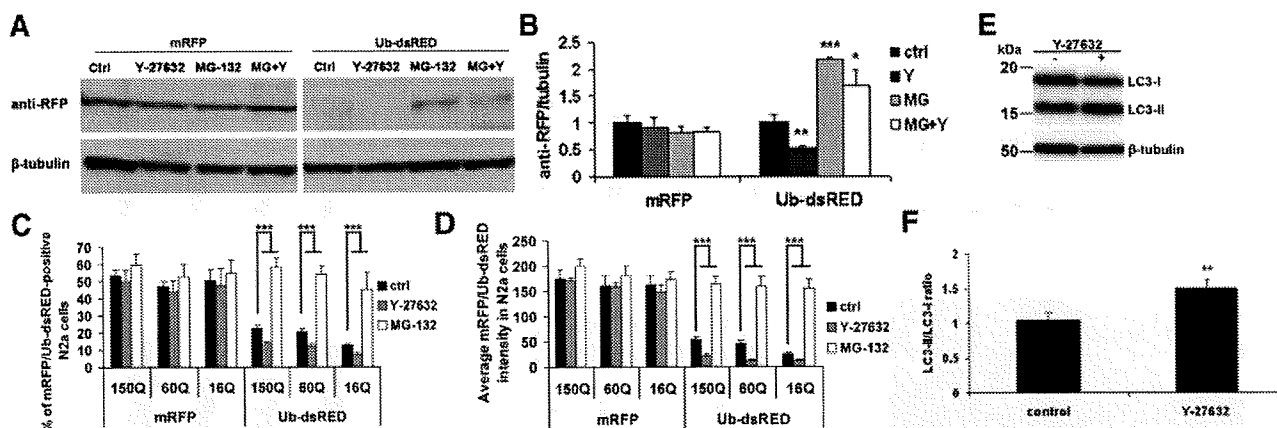 A
mRFP
Ub-dsRED
Ctrl Y-27632 MG-132 MG+Y
Ctrl Y-27632 MG-132 MG+Y
anti-RFP
β-tubulin
B
anti-RFP/tubulin
2.5
2
1.5
1
0.5
0
**
***
*
mRFP
Ub-dsRED
ctrl
Y
MG
MG+Y
E
Y-27632
kDa
- +
20
15
50
LC3-I
LC3-II
β-tubulin
C
% of mRFP/Ub-dsRED-positive
N2a cells
70
60
50
40
30
20
10
0
*** *** ***
ctrl
Y-27632
MG-132
150Q 60Q 16Q 150Q 60Q 16Q
mRFP
Ub-dsRED
D
Average mRFP/Ub-dsRED
intensity in N2a cells
250
200
150
100
50
0
*** *** ***
ctrl
Y-27632
MG-132
150Q 60Q 16Q 150Q 60Q 16Q
mRFP
Ub-dsRED
F
LC3-II/LC3-I ratio
2
1.5
1
0.5
0
**
control
Y-27632